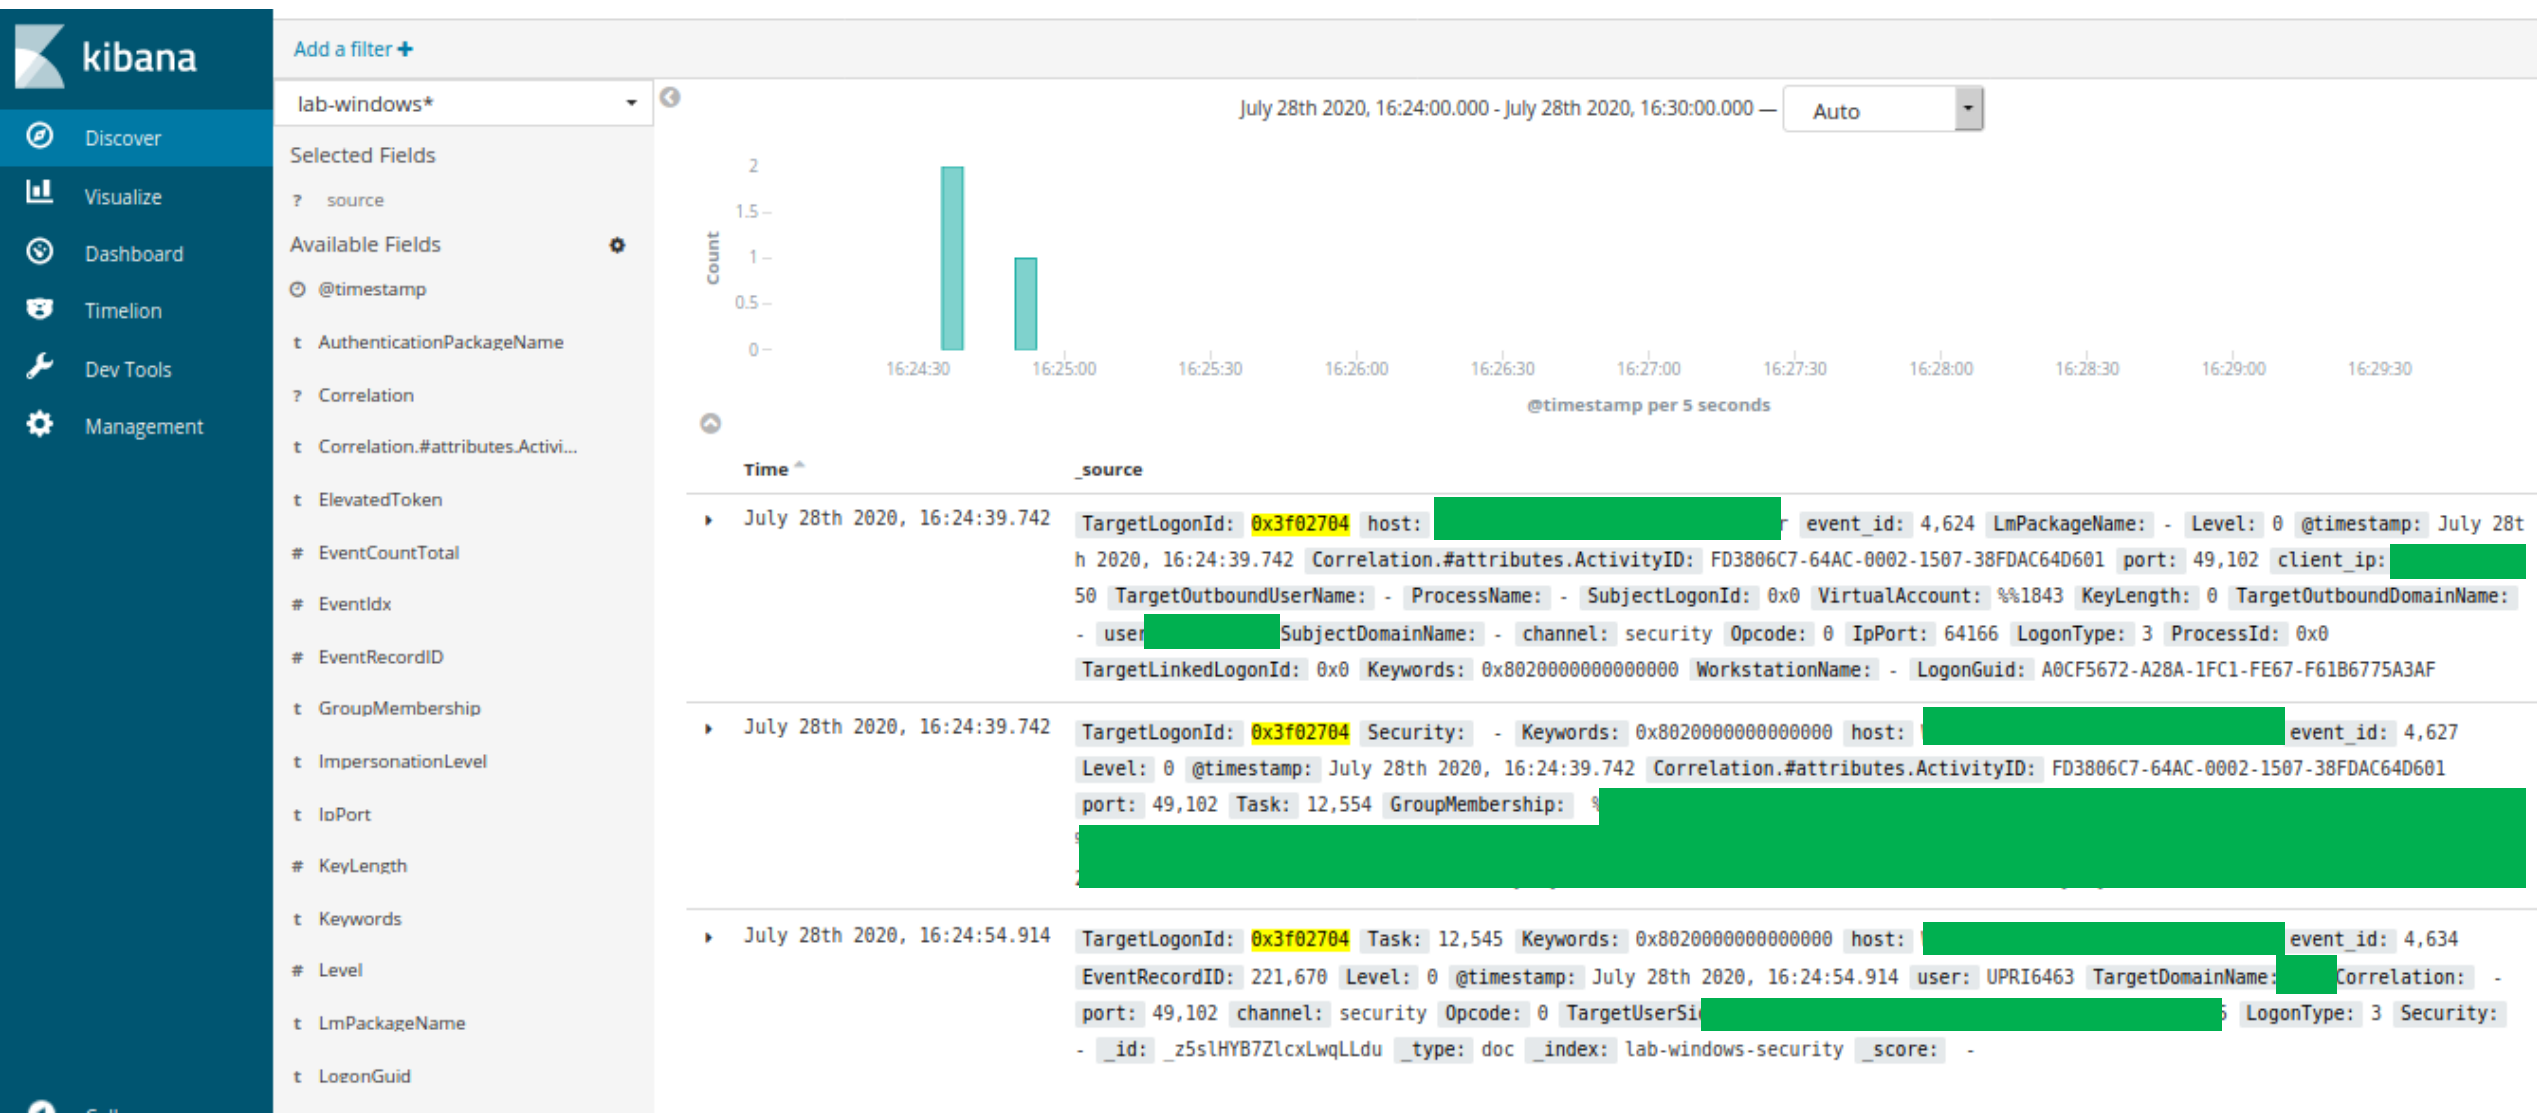 kibana
Discover
Visualize
Dashboard
Timelion
Dev Tools
Management
Add a filter +
lab-windows*
Selected Fields
? source
Available Fields
@timestamp
t AuthenticationPackageName
? Correlation
t Correlation.#attributes.Activi...
t ElevatedToken
# EventCountTotal
# EventIdx
# EventRecordID
t GroupMembership
t ImpersonationLevel
t IpPort
# KeyLength
t Keywords
# Level
t LmPackageName
t LogonGuid
July 28th 2020, 16:24:00.000 - July 28th 2020, 16:30:00.000 —
Auto
Count
2
1.5
1
0.5
0
16:24:30 16:25:00 16:25:30 16:26:00 16:26:30 16:27:00 16:27:30 16:28:00 16:28:30 16:29:00 16:29:30
@timestamp per 5 seconds
Time _source
July 28th 2020, 16:24:39.742 TargetLogonId: 0x3f02704 host: r event_id: 4,624 LmPackageName: - Level: 0 @timestamp: July 28t
h 2020, 16:24:39.742 Correlation.#attributes.ActivityID: FD3806C7-64AC-0002-1507-38FDAC64D601 port: 49,102 client_ip:
50 TargetOutboundUserName: - ProcessName: - SubjectLogonId: 0x0 VirtualAccount: %%1843 KeyLength: 0 TargetOutboundDomainName:
- user SubjectDomainName: - channel: security Opcode: 0 IpPort: 64166 LogonType: 3 ProcessId: 0x0
TargetLinkedLogonId: 0x0 Keywords: 0x8020000000000000 WorkstationName: - LogonGuid: A0CF5672-A28A-1FC1-FE67-F61B6775A3AF
July 28th 2020, 16:24:39.742 TargetLogonId: 0x3f02704 Security: - Keywords: 0x8020000000000000 host: event_id: 4,627
Level: 0 @timestamp: July 28th 2020, 16:24:39.742 Correlation.#attributes.ActivityID: FD3806C7-64AC-0002-1507-38FDAC64D601
port: 49,102 Task: 12,554 GroupMembership: %
July 28th 2020, 16:24:54.914 TargetLogonId: 0x3f02704 Task: 12,545 Keywords: 0x8020000000000000 host: event_id: 4,634
EventRecordID: 221,670 Level: 0 @timestamp: July 28th 2020, 16:24:54.914 user: UPRI6463 TargetDomainName: Correlation: -
port: 49,102 channel: security Opcode: 0 TargetUserSi LogonType: 3 Security:
- _id: _z5slHYB7ZlcxLwqLLdu _type: doc _index: lab-windows-security _score: -